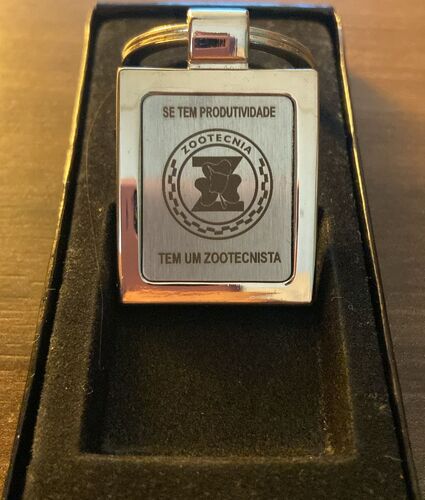 SE TEM PRODUTIVIDADE
ZOOTECNIA
Z
TEM UM ZOOTECNISTA